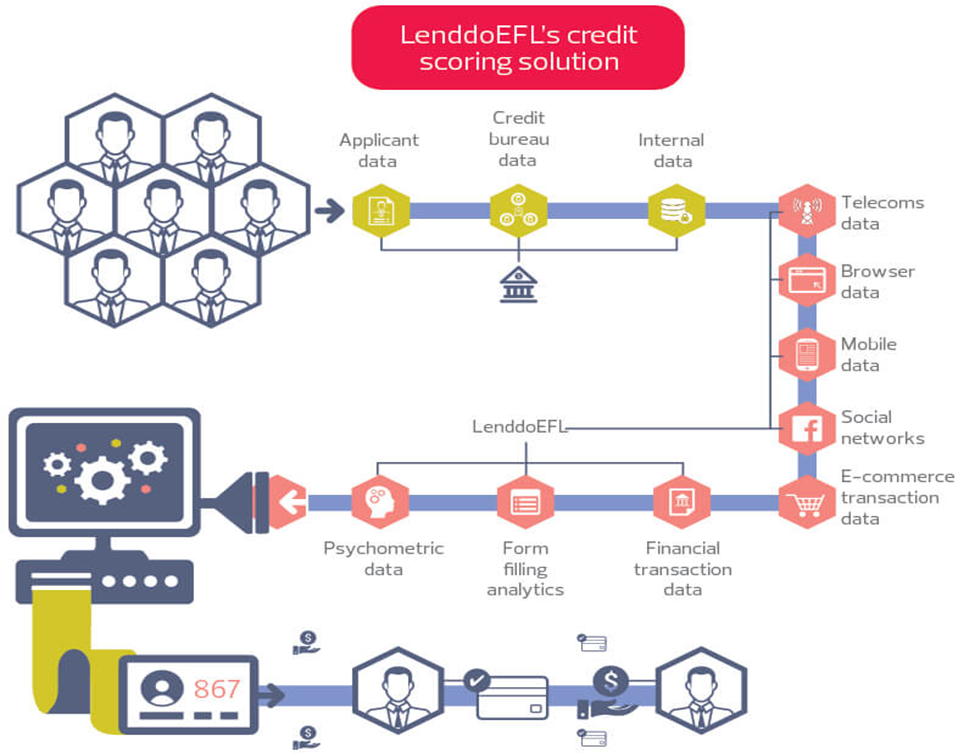 LenddoEFL's credit
scoring solution
Applicant
data
Credit
bureau
data
Internal
data
Telecoms
data
Browser
data
Mobile
data
Social
networks
E-commerce
transaction
data
LenddoEFL
Psychometric
data
Form
filling
analytics
Financial
transaction
data
867